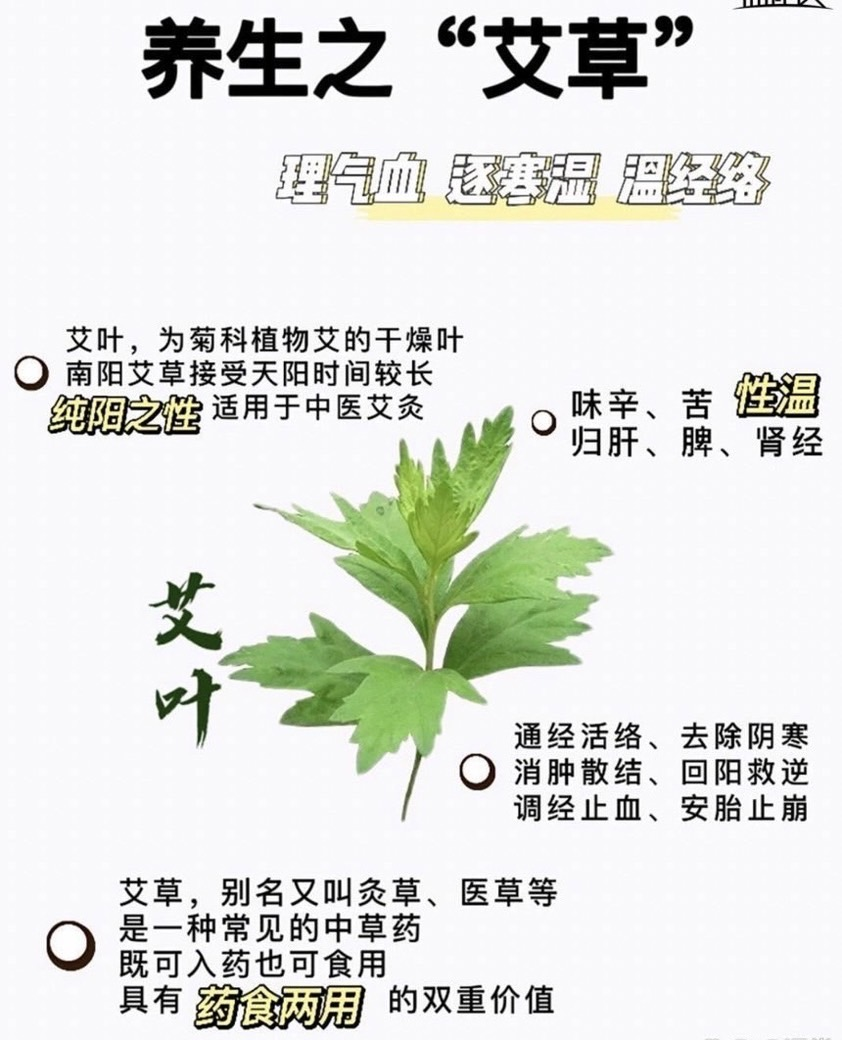 养生之“艾草”
理气血 逐寒湿 温经络
艾叶，为菊科植物艾的干燥叶
南阳艾草接受天阳时间较长
纯阳之性 适用于中医艾灸
味辛、苦 性温
归肝、脾、肾经
艾
叶
通经活络、去除阴寒
消肿散结、回阳救逆
调经止血、安胎止崩
艾草，别名又叫灸草、医草等
是一种常见的中草药
既可入药也可食用
具有 药食两用 的双重价值